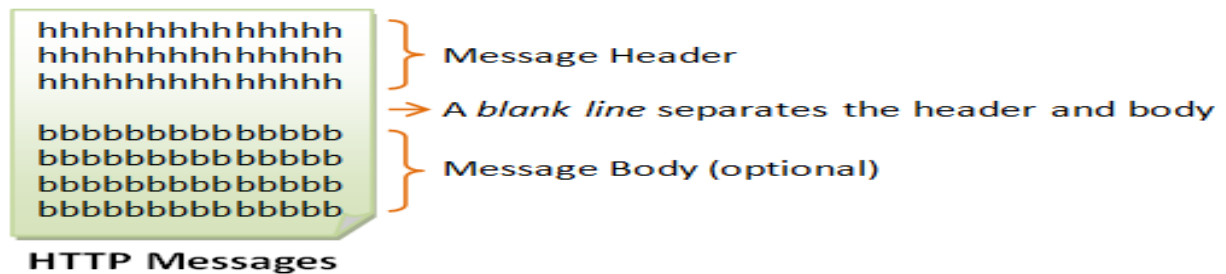 hhhhhhhhhhhhhh
hhhhhhhhhhhhhh
hhhhhhhhhhhhhh
Message Header
A blank line separates the header and body
bbbbbbbbbbbbbb
bbbbbbbbbbbbbb
bbbbbbbbbbbbbb
bbbbbbbbbbbbbb
Message Body (optional)
HTTP Messages